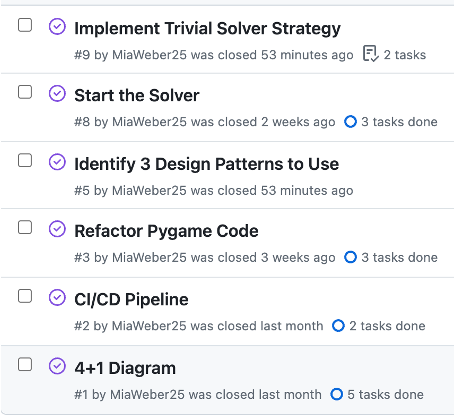 Implement Trivial Solver Strategy
#9 by MiaWeber25 was closed 53 minutes ago 2 tasks
Start the Solver
#8 by MiaWeber25 was closed 2 weeks ago 3 tasks done
Identify 3 Design Patterns to Use
#5 by MiaWeber25 was closed 53 minutes ago
Refactor Pygame Code
#3 by MiaWeber25 was closed 3 weeks ago 3 tasks done
CI/CD Pipeline
#2 by MiaWeber25 was closed last month 2 tasks done
4+1 Diagram
#1 by MiaWeber25 was closed last month 5 tasks done